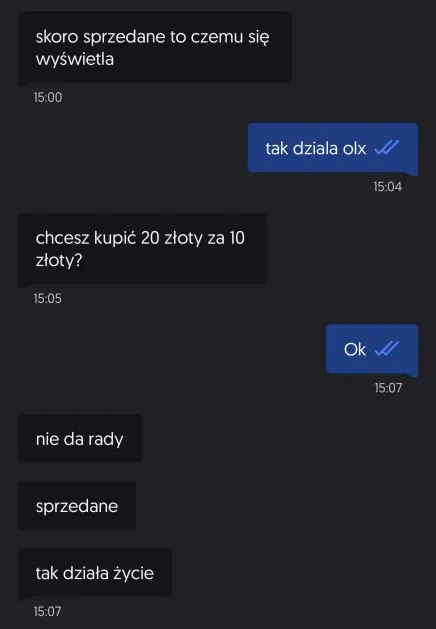 skoro sprzedane to czemu się
wyświetla
15:00
tak dziala olx
15:04
chcesz kupić 20 złoty za 10
złoty?
15:05
Ok
15:07
nie da rady
sprzedane
tak działa życie
15:07